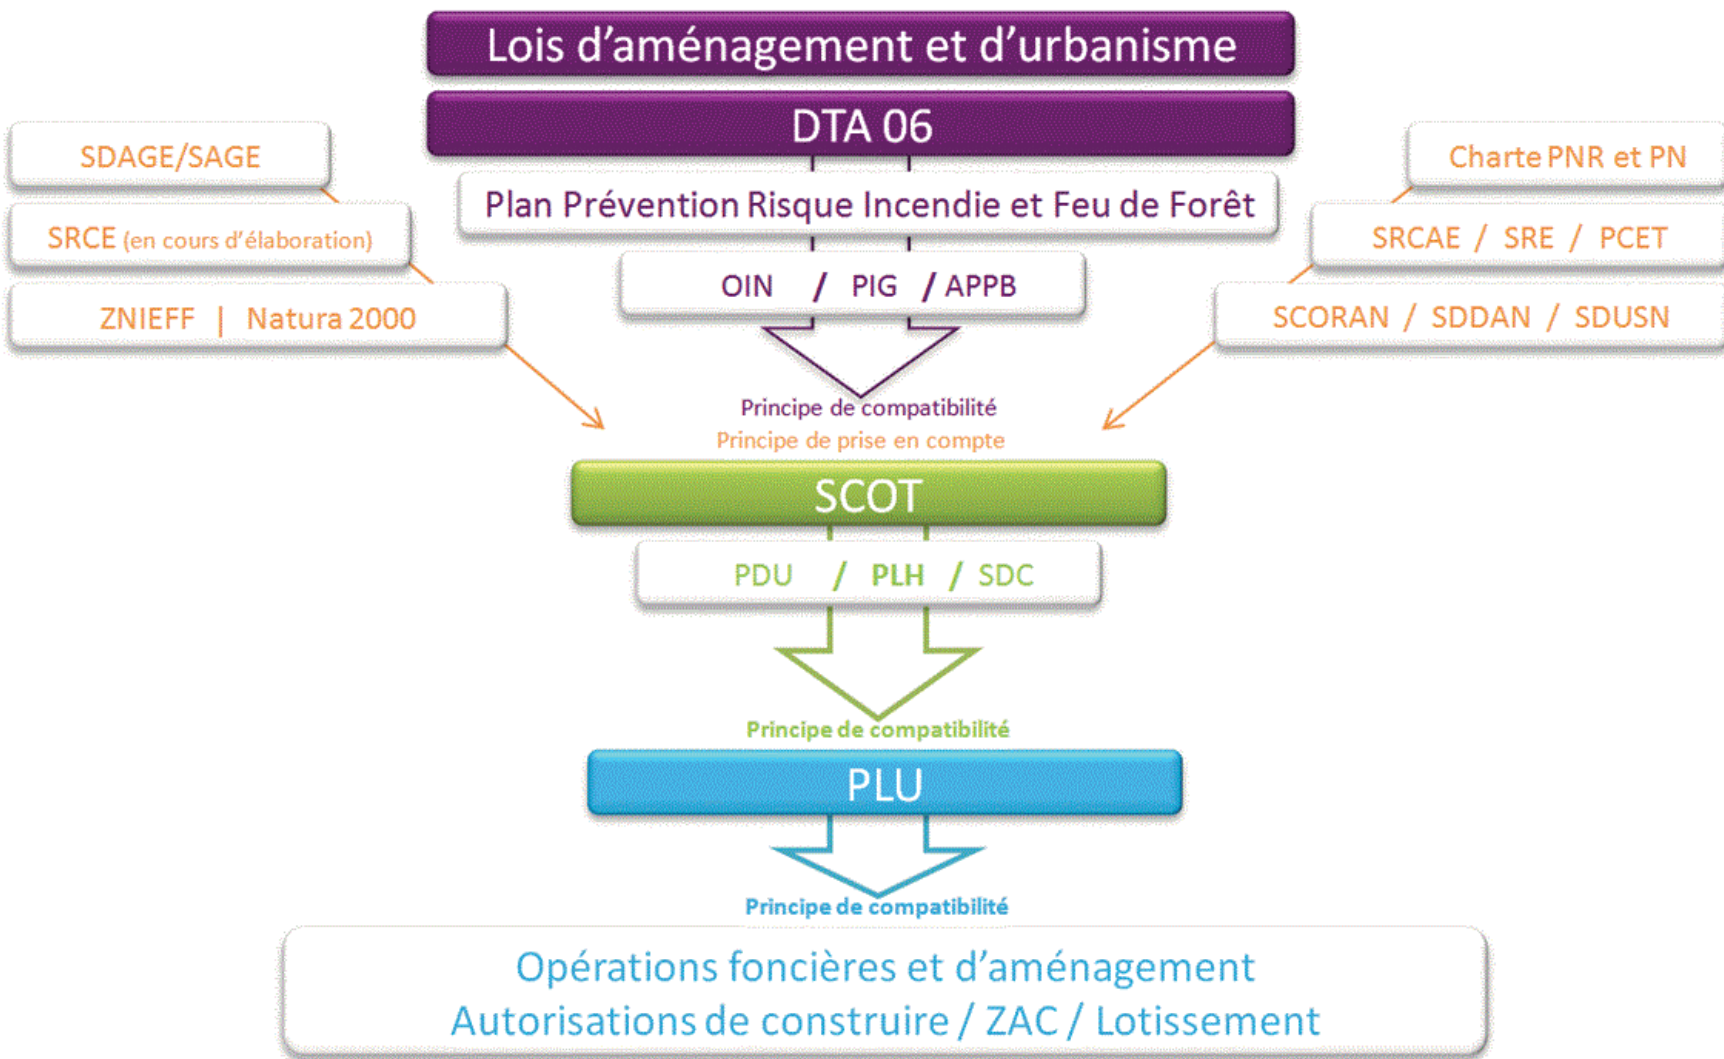 Lois d'aménagement et d'urbanisme
DTA 06
SDAGE/SAGE
Charte PNR et PN
Plan Prévention Risque Incendie et Feu de Forêt
SRCE (en cours d'élaboration)
SRCAE / SRE / PCET
OIN / PIG / APPB
ZNIEFF | Natura 2000
SCORAN / SDDAN / SDUSN
Principe de compatibilité
Principe de prise en compte
SCOT
PDU / PLH / SDC
Principe de compatibilité
PLU
Principe de compatibilité
Opérations foncières et d'aménagement
Autorisations de construire / ZAC / Lotissement